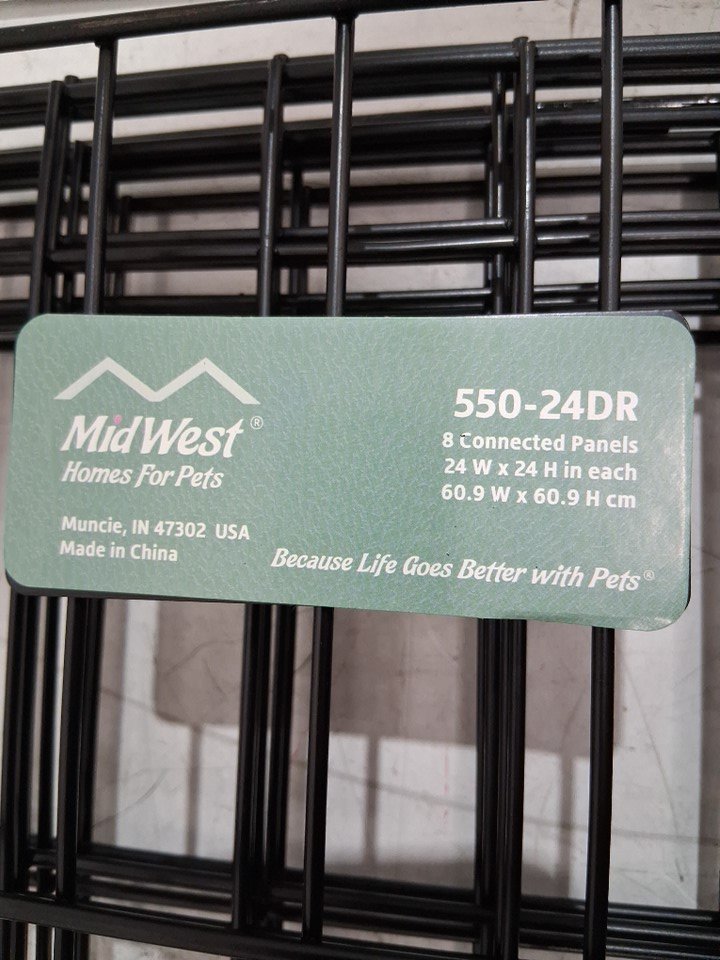 MidWest®
Homes For Pets
Muncie, IN 47302 USA
Made in China
550-24DR
8 Connected Panels
24 W x 24 H in each
60.9 W x 60.9 H cm
Because Life Goes Better with Pets®